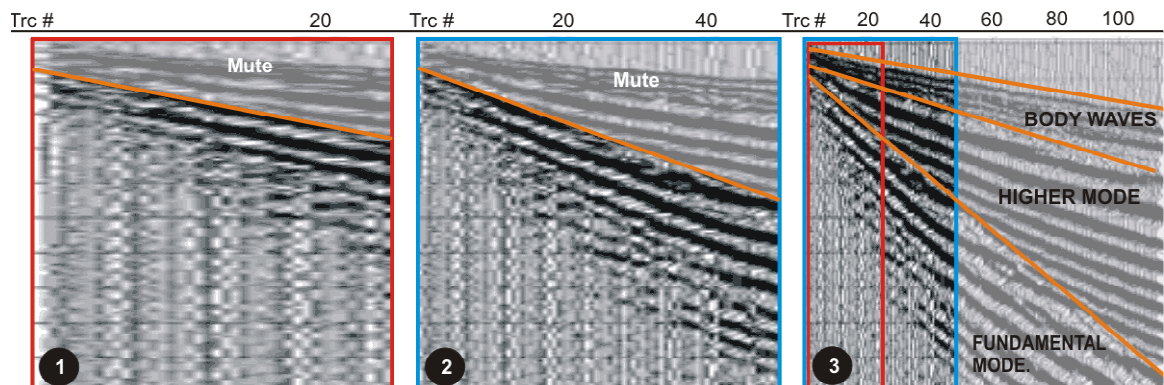 Trc # 20
Trc # 20 40
Trc # 20 40 60 80 100
Mute
Mute
BODY WAVES
HIGHER MODE
FUNDAMENTAL
MODE.
1
2
3